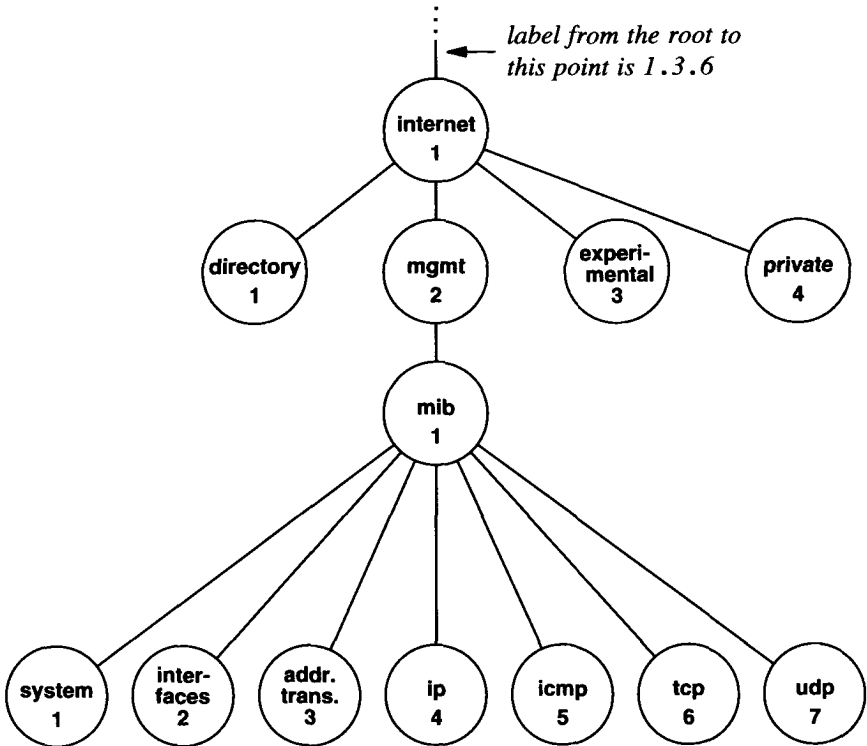 label from the root to
this point is 1.3.6
internet
1
directory
1
mgmt
2
experi-
mental
3
private
4
mib
1
system
1
inter-
faces
2
addr.
trans.
3
ip
4
icmp
5
tcp
6
udp
7